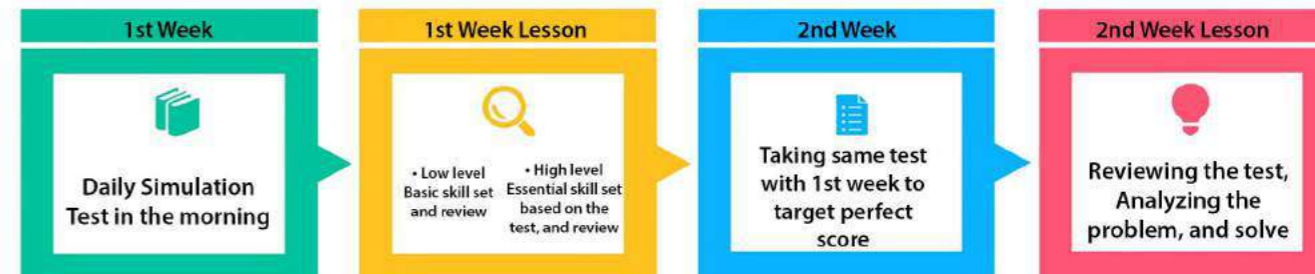 1st Week
Daily Simulation
Test in the morning
1st Week Lesson
• Low level
Basic skill set
and review
• High level
Essential skill set
based on the
test, and review
2nd Week
Taking same test
with 1st week to
target perfect
score
2nd Week Lesson
Reviewing the test,
Analyzing the
problem, and solve